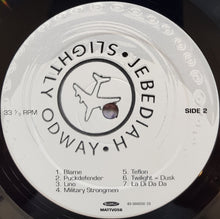 JEBEDIAH • SLIGHTLY ODWAY •
33 ⅓ RPM
SIDE 2
1. Blame
2. Puckdefender
3. Line
4. Military Strongmen
5. Teflon
6. Twilight = Dusk
7. La Di Da Da
MATTV056